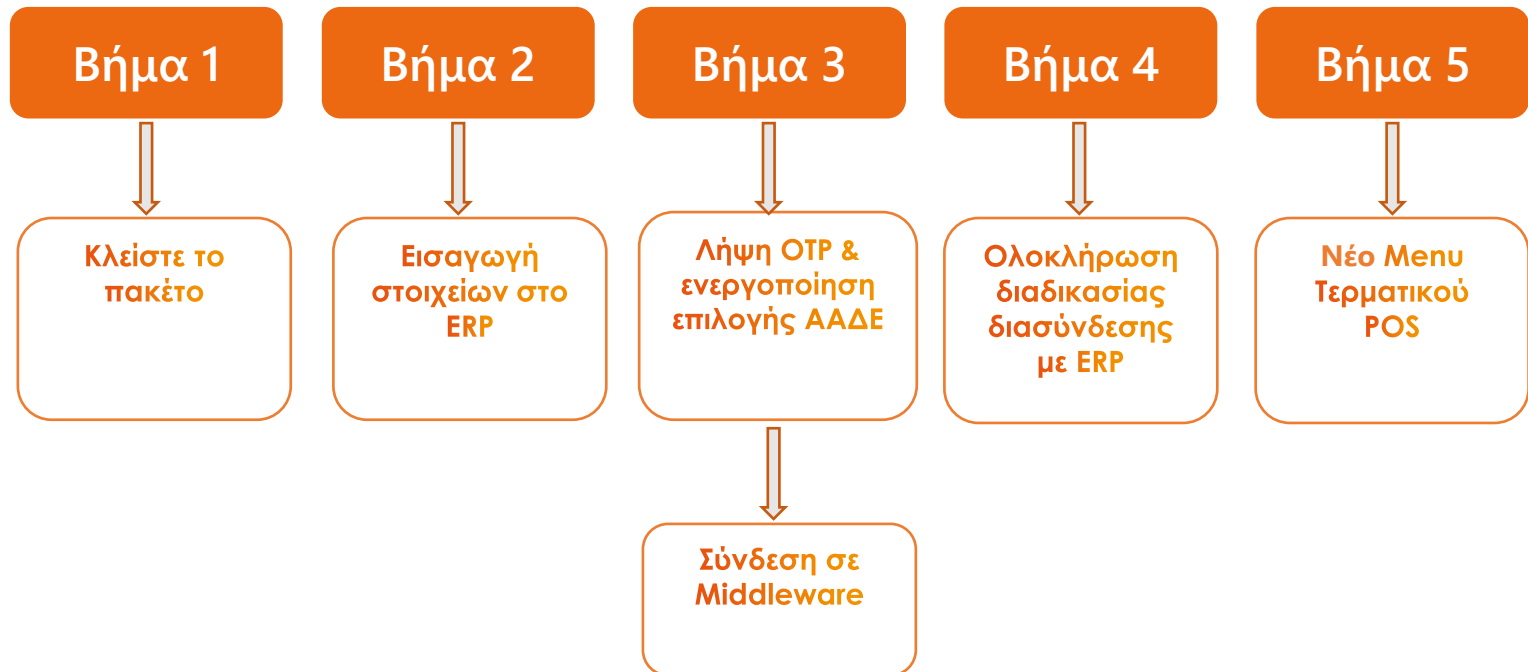 Βήμα 1
Βήμα 2
Βήμα 3
Βήμα 4
Βήμα 5
Κλείστε το
πακέτο
Εισαγωγή
στοιχείων στο
ERP
Λήψη OTP &
ενεργοποίηση
επιλογής ΑΑΔΕ
Ολοκλήρωση
διαδικασίας
διασύνδεσης
με ERP
Νέο Menu
Τερματικού
POS
Σύνδεση σε
Middleware